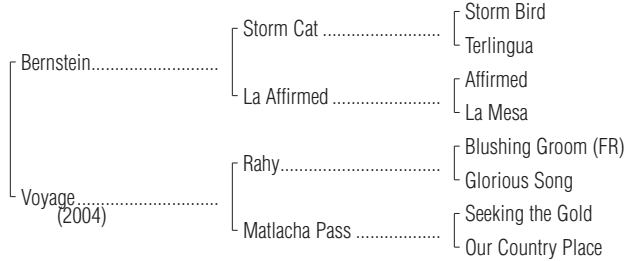 Storm Bird
Storm Cat ..........................
Terlingua
Bernstein............................
Affirmed
La Affirmed ........................
La Mesa
Blushing Groom (FR)
Rahy...................................
Glorious Song
Voyage...............................
(2004)
Seeking the Gold
Matlacha Pass ...................
Our Country Place